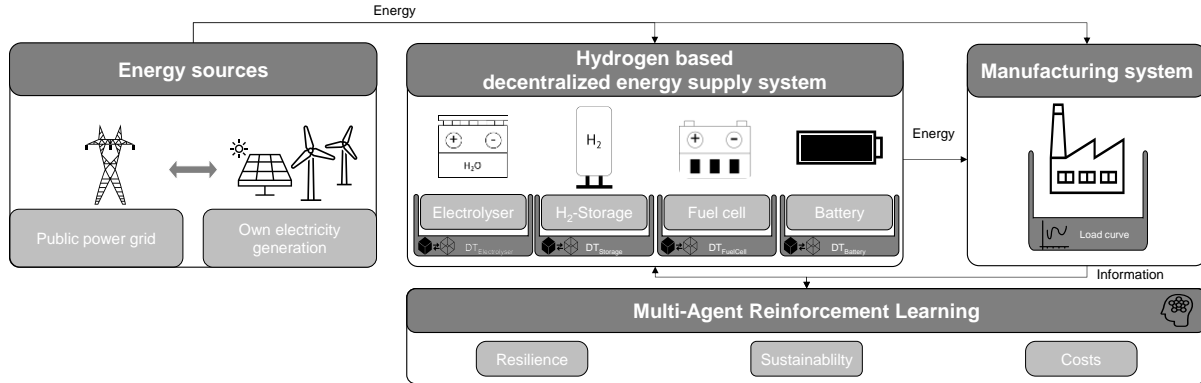 Energy
Energy sources
Public power grid
Own electricity
generation
Hydrogen based
decentralized energy supply system
H₂O
H₂
Electrolyser
H₂-Storage
Fuel cell
Battery
DT_Electrolyser
DT_Storage
DT_FuelCell
DT_Battery
Energy
Manufacturing system
Load curve
Information
Multi-Agent Reinforcement Learning
Resilience
Sustainablilty
Costs